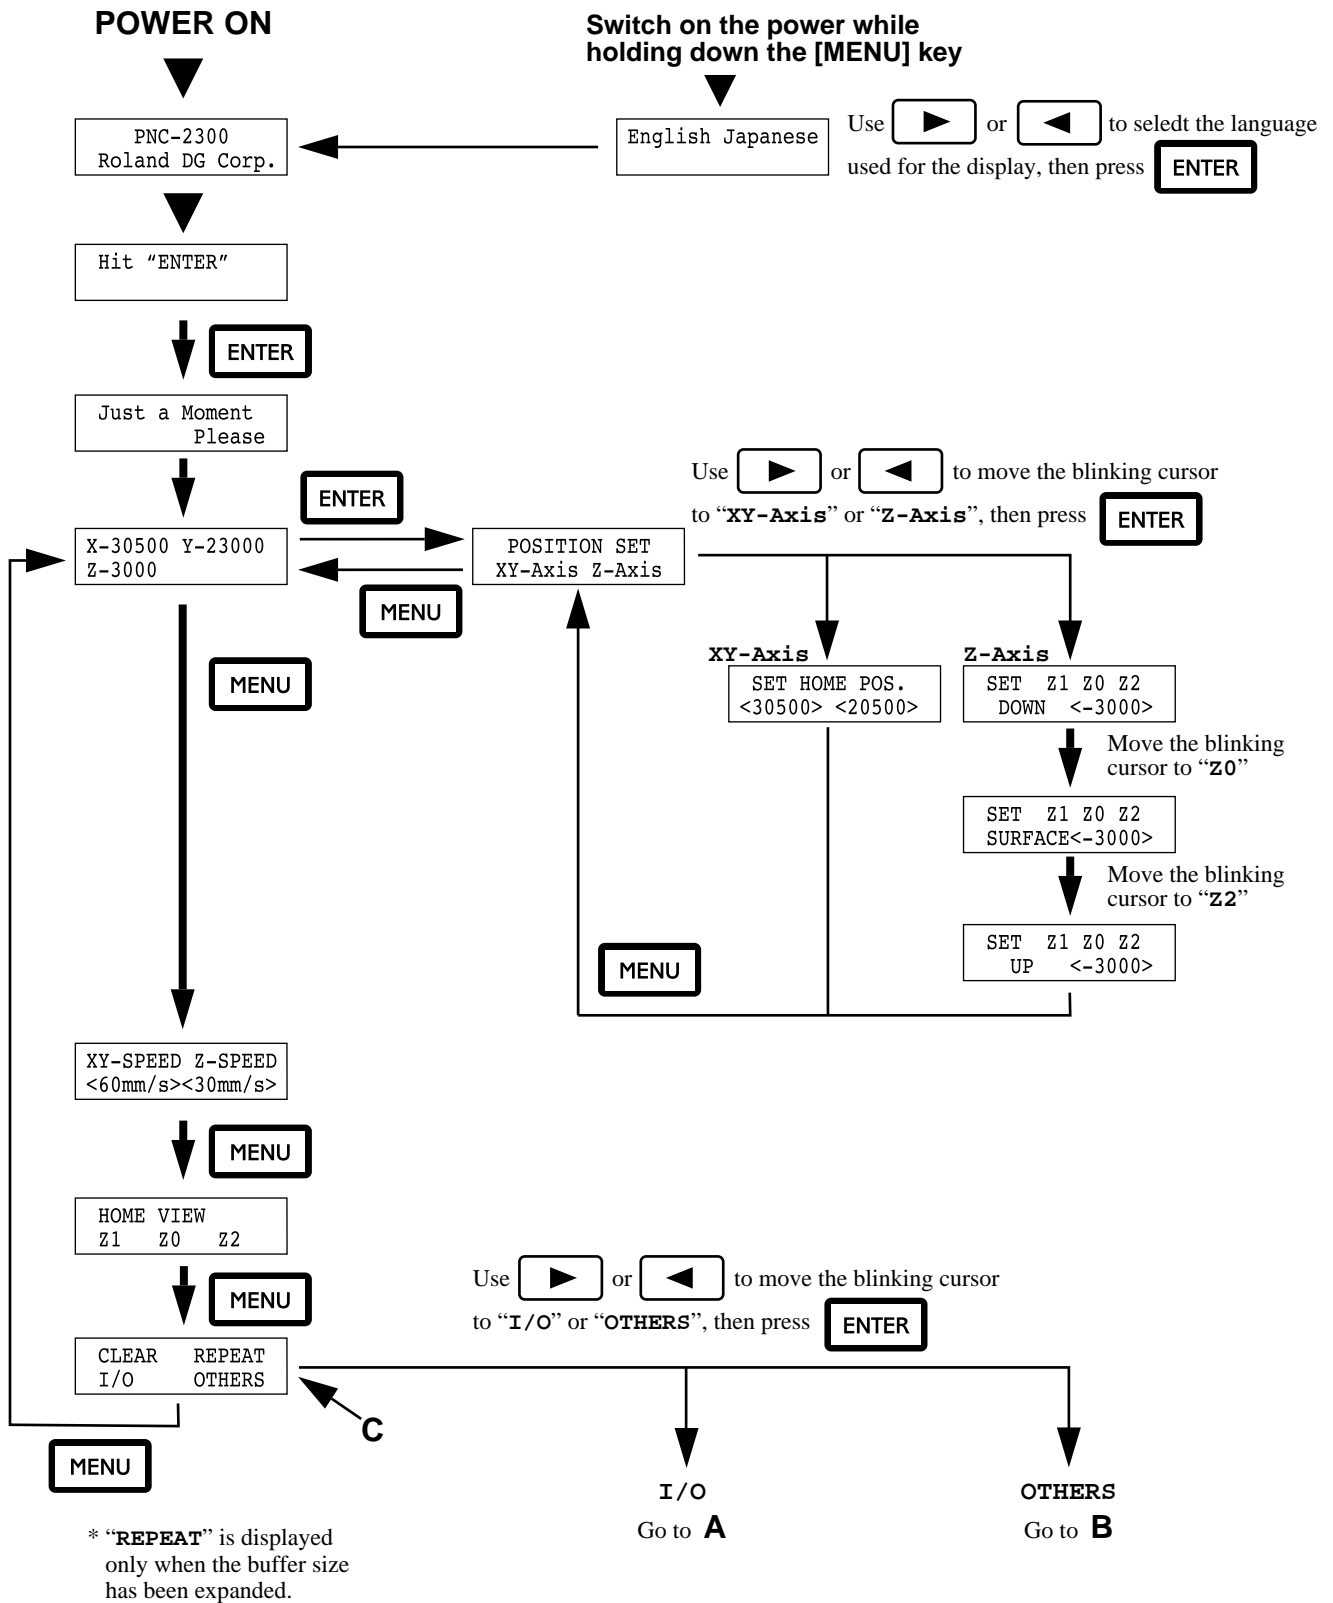 POWER ON
Switch on the power while
holding down the [MENU] key
PNC-2300
Roland DG Corp.
English Japanese
Use ▶ or ◀ to seledt the language
used for the display, then press ENTER
Hit “ENTER”
ENTER
Just a Moment
Please
ENTER
Use ▶ or ◀ to move the blinking cursor
to “XY-Axis” or “Z-Axis”, then press ENTER
X-30500 Y-23000
Z-3000
POSITION SET
XY-Axis Z-Axis
MENU
MENU
XY-Axis
SET HOME POS.
<30500> <20500>
Z-Axis
SET Z1 Z0 Z2
DOWN <-3000>
Move the blinking
cursor to “Z0”
SET Z1 Z0 Z2
SURFACE<-3000>
Move the blinking
cursor to “Z2”
SET Z1 Z0 Z2
UP <-3000>
MENU
XY-SPEED Z-SPEED
<60mm/s><30mm/s>
MENU
HOME VIEW
Z1 Z0 Z2
MENU
Use ▶ or ◀ to move the blinking cursor
to “I/O” or “OTHERS”, then press ENTER
CLEAR REPEAT
I/O OTHERS
C
MENU
I/O
Go to A
OTHERS
Go to B
* “REPEAT” is displayed
only when the buffer size
has been expanded.